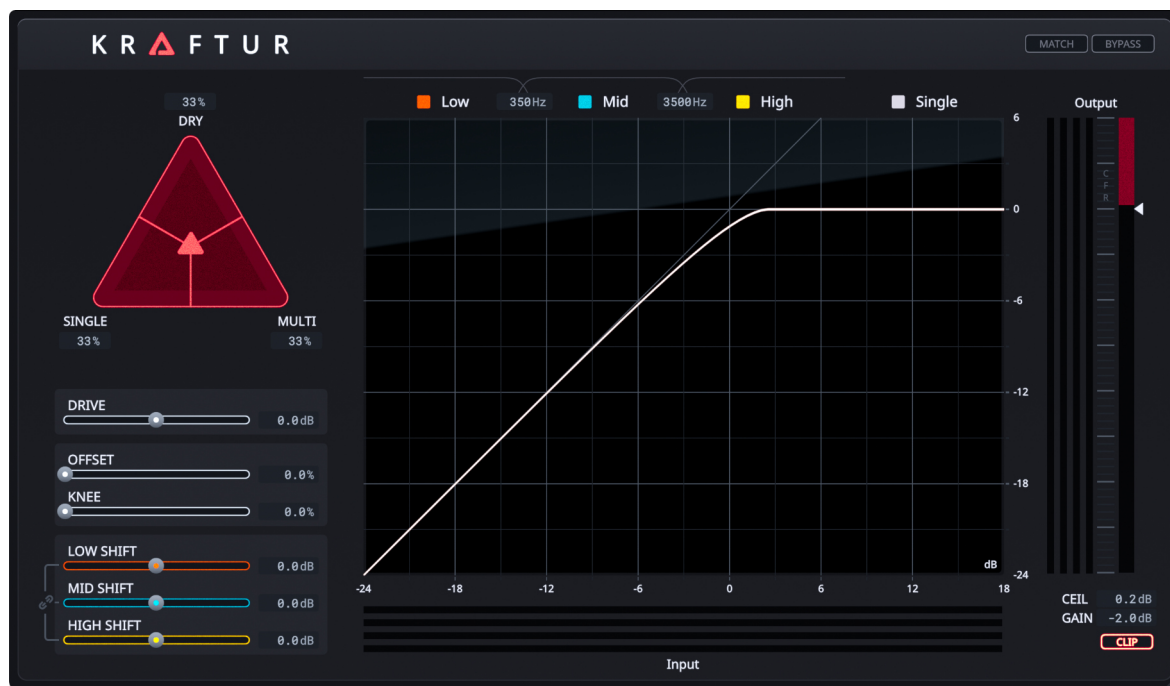 KRAFTUR
MATCH BYPASS
33%
DRY
SINGLE MULTI
33% 33%
DRIVE
0.0dB
OFFSET
0.0%
KNEE
0.0%
LOW SHIFT
0.0dB
MID SHIFT
0.0dB
HIGH SHIFT
0.0dB
Low 350Hz Mid 3500Hz High Single
6
0
-6
-12
-18
-24
dB
-24 -18 -12 -6 0 6 12 18
Input
Output
C
F
R
CEIL 0.2dB
GAIN -2.0dB
CLIP